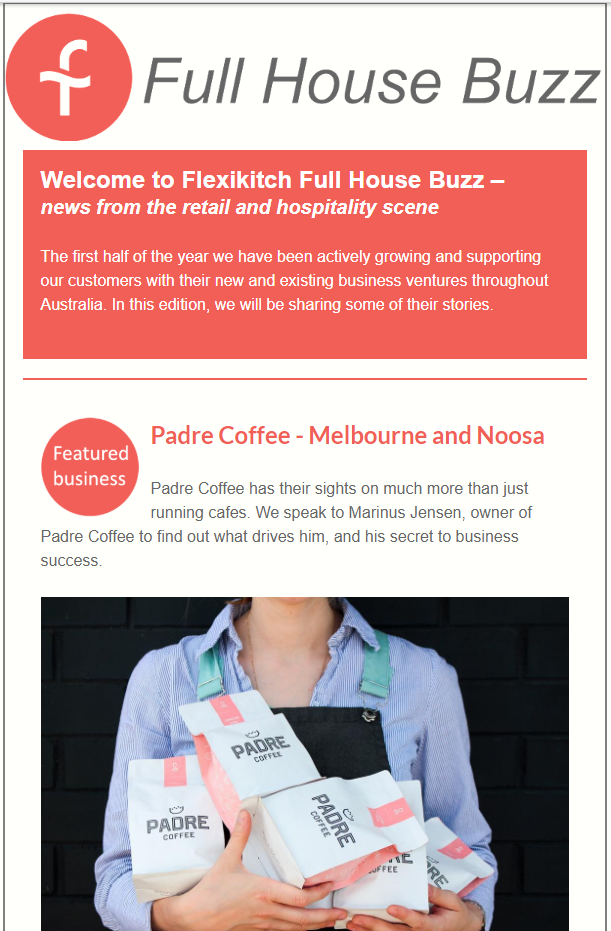 f
Full House Buzz
Welcome to Flexikitch Full House Buzz –
news from the retail and hospitality scene
The first half of the year we have been actively growing and supporting
our customers with their new and existing business ventures throughout
Australia. In this edition, we will be sharing some of their stories.
Featured
business
Padre Coffee - Melbourne and Noosa
Padre Coffee has their sights on much more than just
running cafes. We speak to Marinus Jensen, owner of
Padre Coffee to find out what drives him, and his secret to business
success.
PADRE
COFFEE
PADRE
COFFEE
PADRE
COFFEE